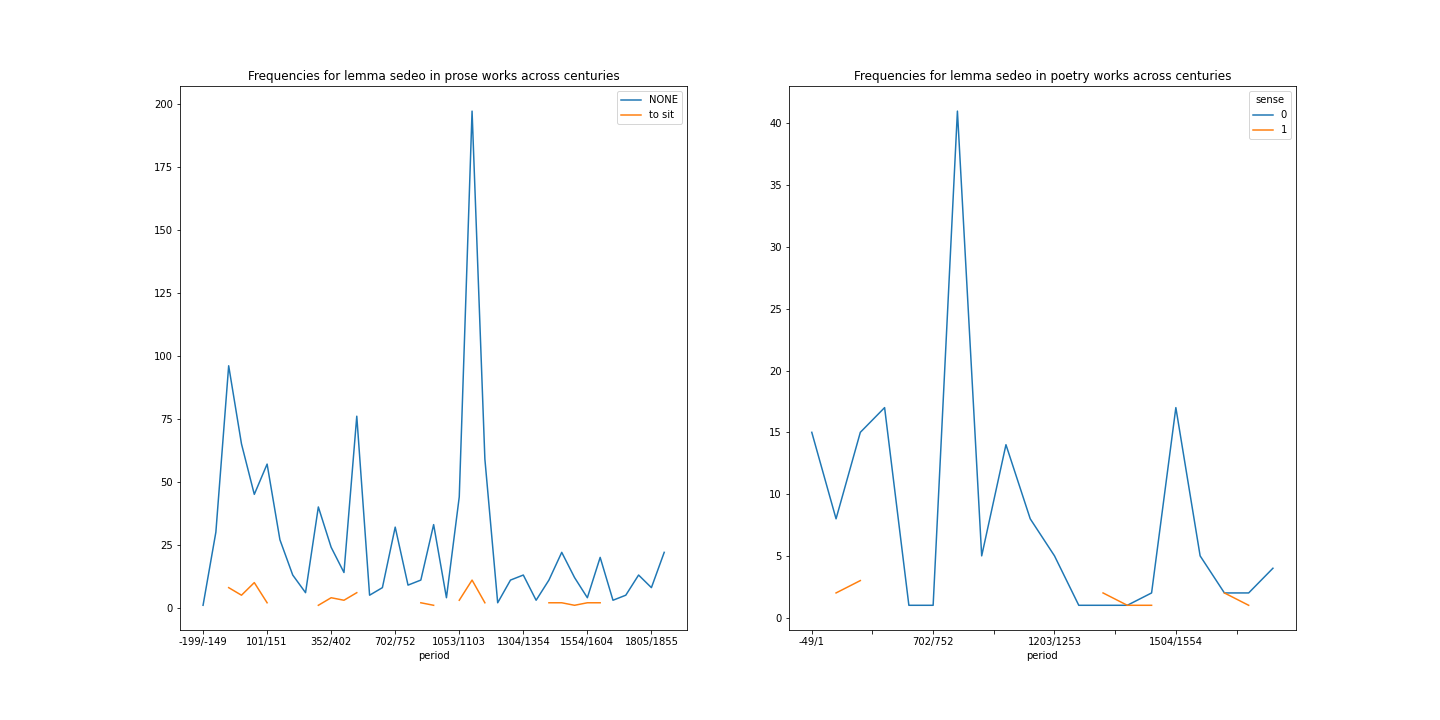 Frequencies for lemma sedeo in prose works across centuries
NONE
to sit
200
175
150
125
100
75
50
25
0
-199/-149 101/151 352/402 702/752 1053/1103 1304/1354 1554/1604 1805/1855
period
Frequencies for lemma sedeo in poetry works across centuries
sense
0
1
40
35
30
25
20
15
10
5
0
-49/1 702/752 1203/1253 1504/1554
period